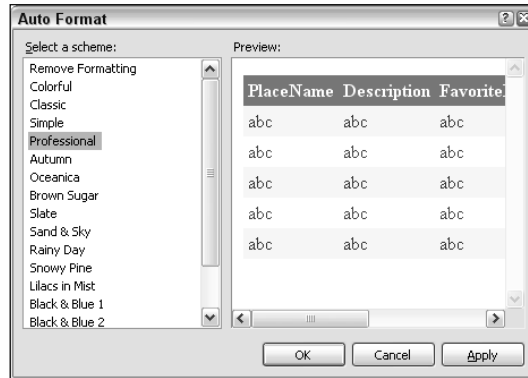 Auto Format
Select a scheme:
Remove Formatting
Colorful
Classic
Simple
Professional
Autumn
Oceanica
Brown Sugar
Slate
Sand & Sky
Rainy Day
Snowy Pine
Lilacs in Mist
Black & Blue 1
Black & Blue 2
Preview:
PlaceName Description Favorite
abc abc abc
abc abc abc
abc abc abc
abc abc abc
abc abc abc
OK Cancel Apply